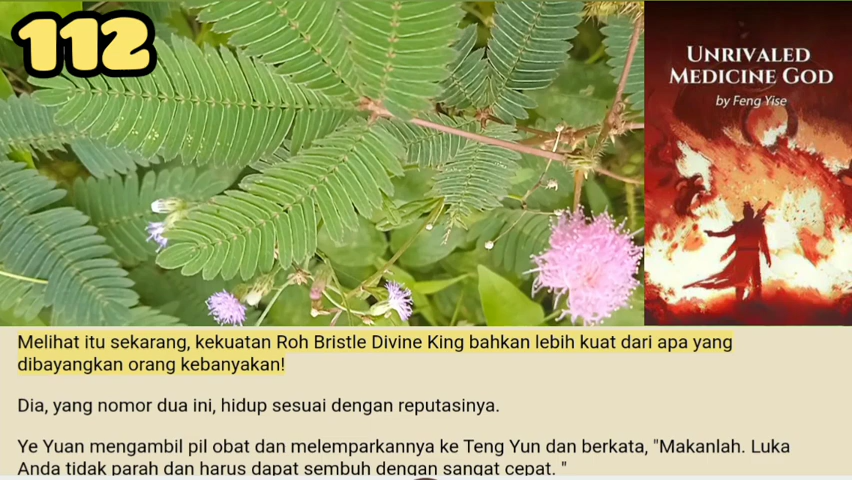 112
UNRIVALED
MEDICINE GOD
by Feng Yise
Melihat itu sekarang, kekuatan Roh Bristle Divine King bahkan lebih kuat dari apa yang
dibayangkan orang kebanyakan!
Dia, yang nomor dua ini, hidup sesuai dengan reputasinya.
Ye Yuan mengambil pil obat dan melemparkannya ke Teng Yun dan berkata, "Makanlah. Luka
Anda tidak parah dan harus dapat sembuh dengan sangat cepat. "